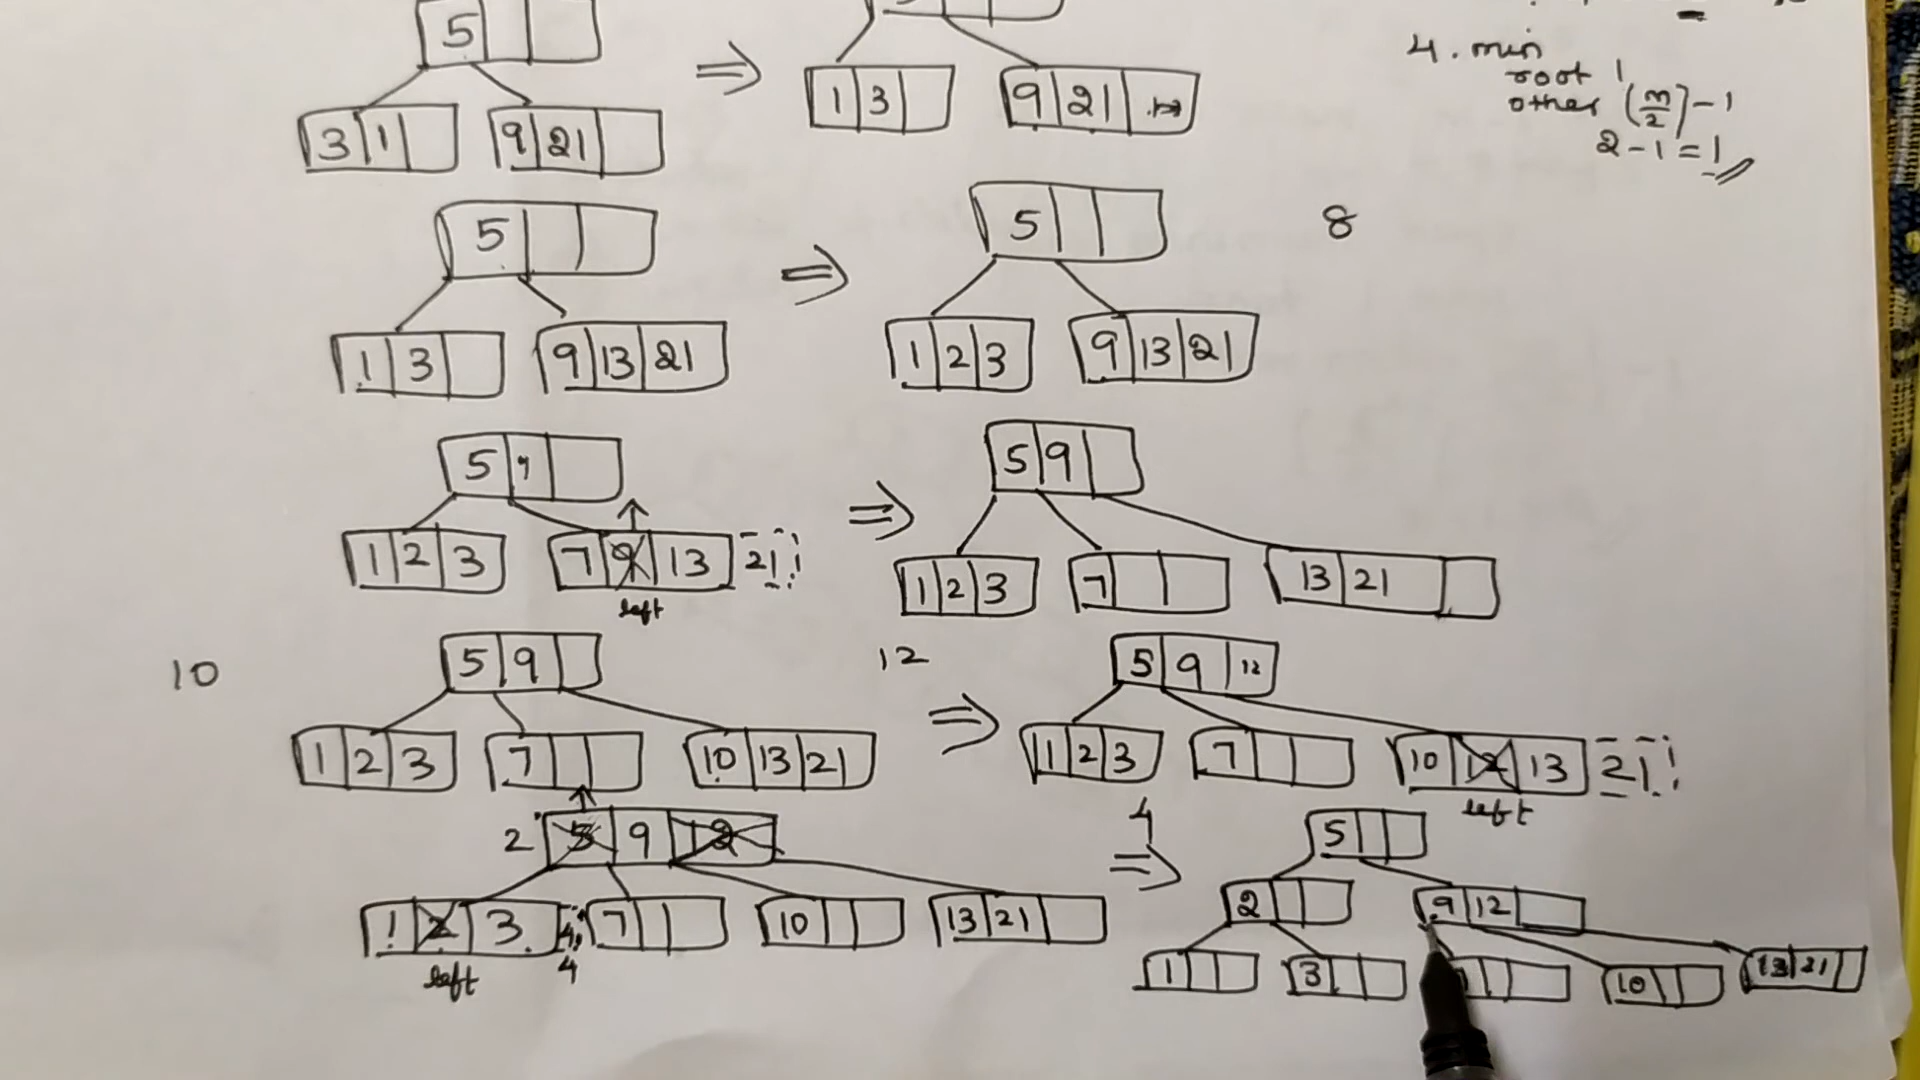 4. min
root 1
other (m/2) - 1
2 - 1 = 1
5
3 1 9 21
⇒
1 3 9 21
5
1 3 9 13 21
⇒
5
1 2 3 9 13 21
8
5
1 2 3 7 9 13 21
left
⇒
5 9
1 2 3 7 13 21
10
5 9
1 2 3 7 10 13 21
12
⇒
5 9 12
1 2 3 7 10 12 13 21
left
2 5 9 12
1 2 3 4 7 10 13 21
left 4
4
⇒
5
2 9 12
1 3 10 13 21